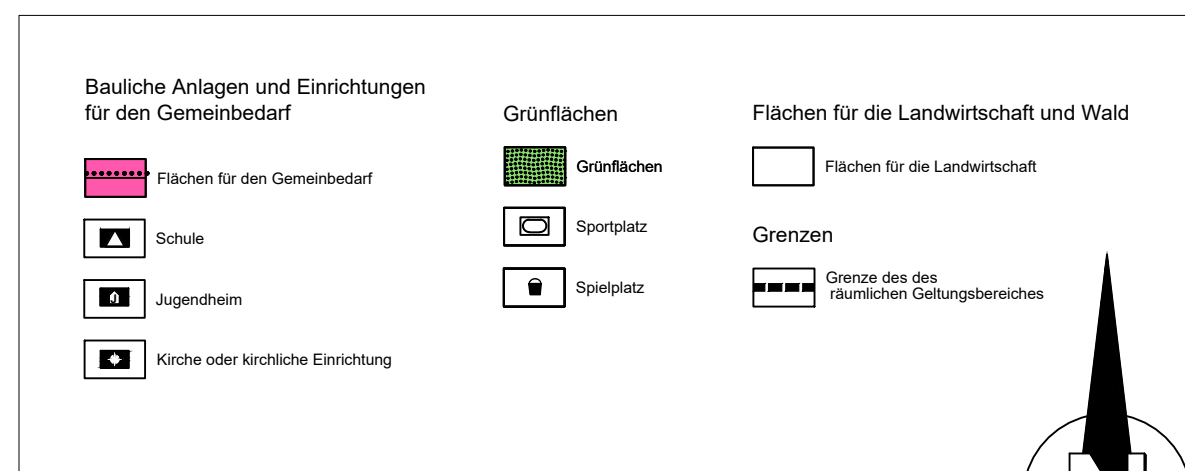 Bauliche Anlagen und Einrichtungen
für den Gemeinbedarf
Flächen für den Gemeinbedarf
Schule
Jugendheim
Kirche oder kirchliche Einrichtung
Grünflächen
Grünflächen
Sportplatz
Spielplatz
Flächen für die Landwirtschaft und Wald
Flächen für die Landwirtschaft
Grenzen
Grenze des des
räumlichen Geltungsbereiches